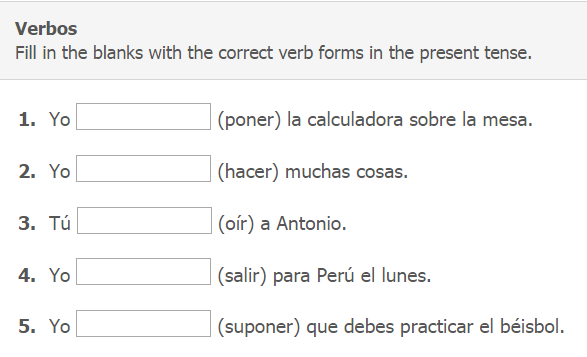 Verbos
Fill in the blanks with the correct verb forms in the present tense.
1. Yo (poner) la calculadora sobre la mesa.
2. Yo (hacer) muchas cosas.
3. Tú (oír) a Antonio.
4. Yo (salir) para Perú el lunes.
5. Yo (suponer) que debes practicar el béisbol.